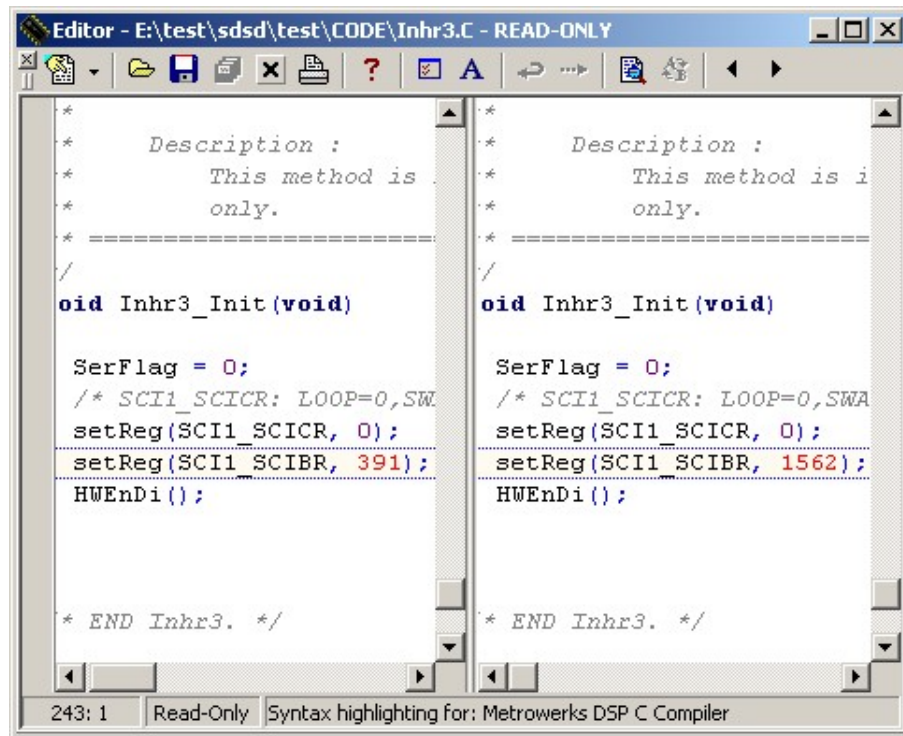 Editor - E:\test\sdsd\test\CODE\Inhr3.C - READ-ONLY
*
* Description :
* This method is
* only.
* ==========================
/
oid Inhr3_Init(void)
SerFlag = 0;
/* SCI1_SCICR: LOOP=0,SW
setReg(SCI1_SCICR, 0);
setReg(SCI1_SCIBR, 391);
HWEnDi();
* END Inhr3. */
*
* Description :
* This method is i
* only.
* ==========================
/
oid Inhr3_Init(void)
SerFlag = 0;
/* SCI1_SCICR: LOOP=0,SWA
setReg(SCI1_SCICR, 0);
setReg(SCI1_SCIBR, 1562);
HWEnDi();
* END Inhr3. */
243: 1 Read-Only Syntax highlighting for: Metrowerks DSP C Compiler